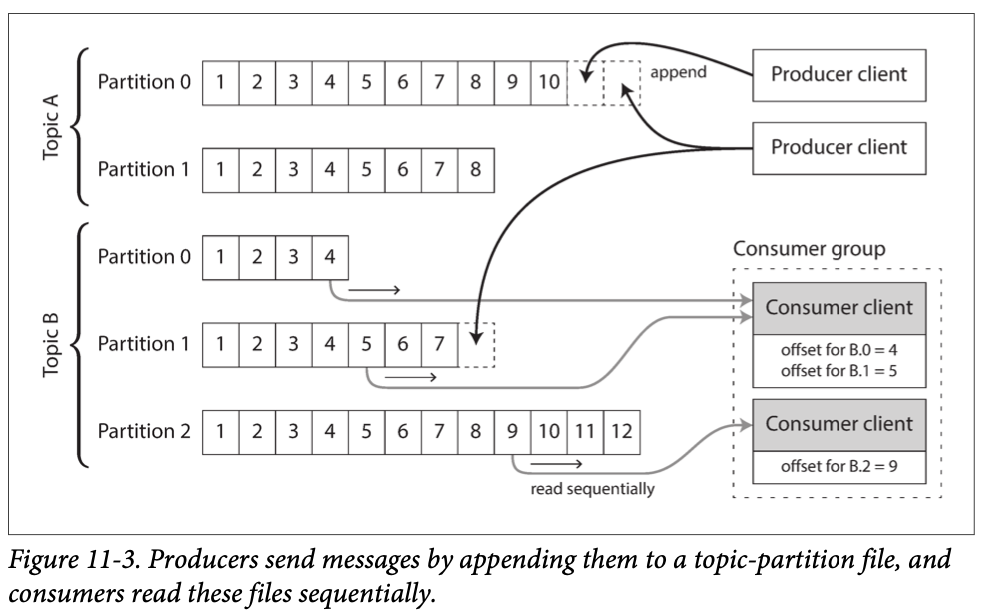 Topic A
Partition 0
1 2 3 4 5 6 7 8 9 10
append
Producer client
Producer client
Partition 1
1 2 3 4 5 6 7 8
Topic B
Partition 0
1 2 3 4
Partition 1
1 2 3 4 5 6 7
Partition 2
1 2 3 4 5 6 7 8 9 10 11 12
read sequentially
Consumer group
Consumer client
offset for B.0 = 4
offset for B.1 = 5
Consumer client
offset for B.2 = 9
Figure 11-3. Producers send messages by appending them to a topic-partition file, and
consumers read these files sequentially.